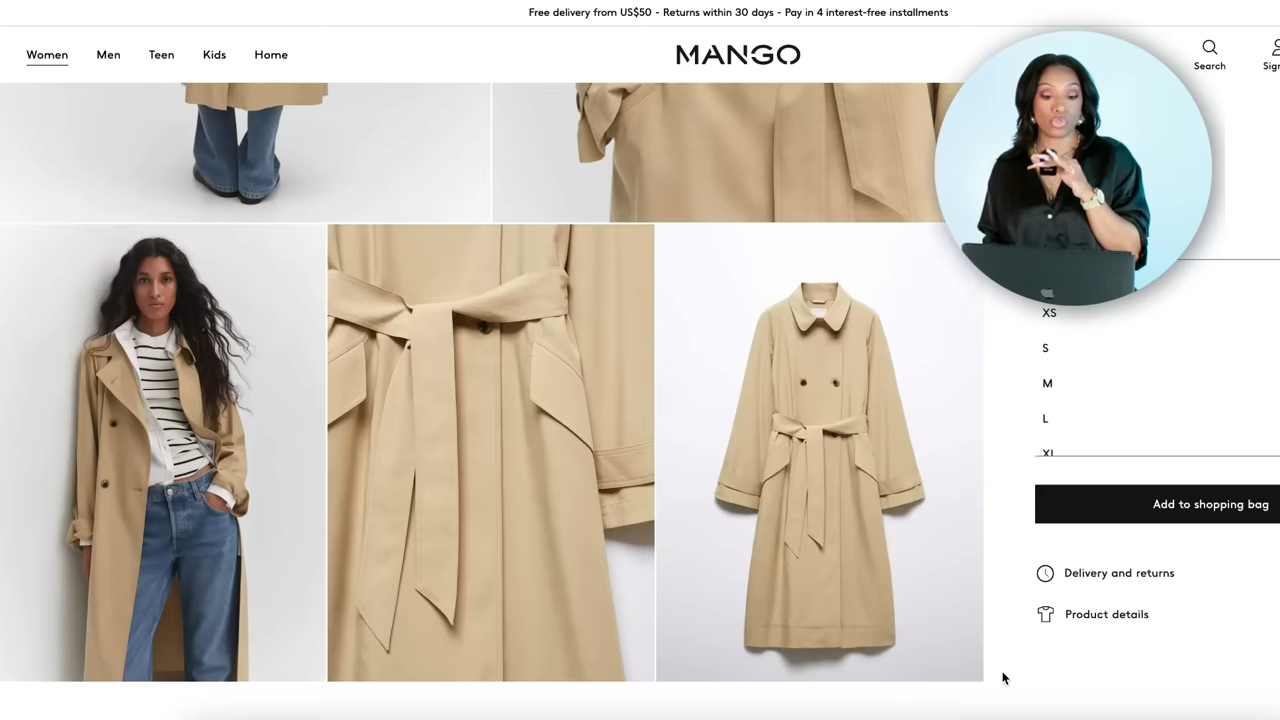 Free delivery from US$50 - Returns within 30 days - Pay in 4 interest-free installments
Women Men Teen Kids Home
MANGO
Search
XS
S
M
L
Add to shopping bag
Delivery and returns
Product details